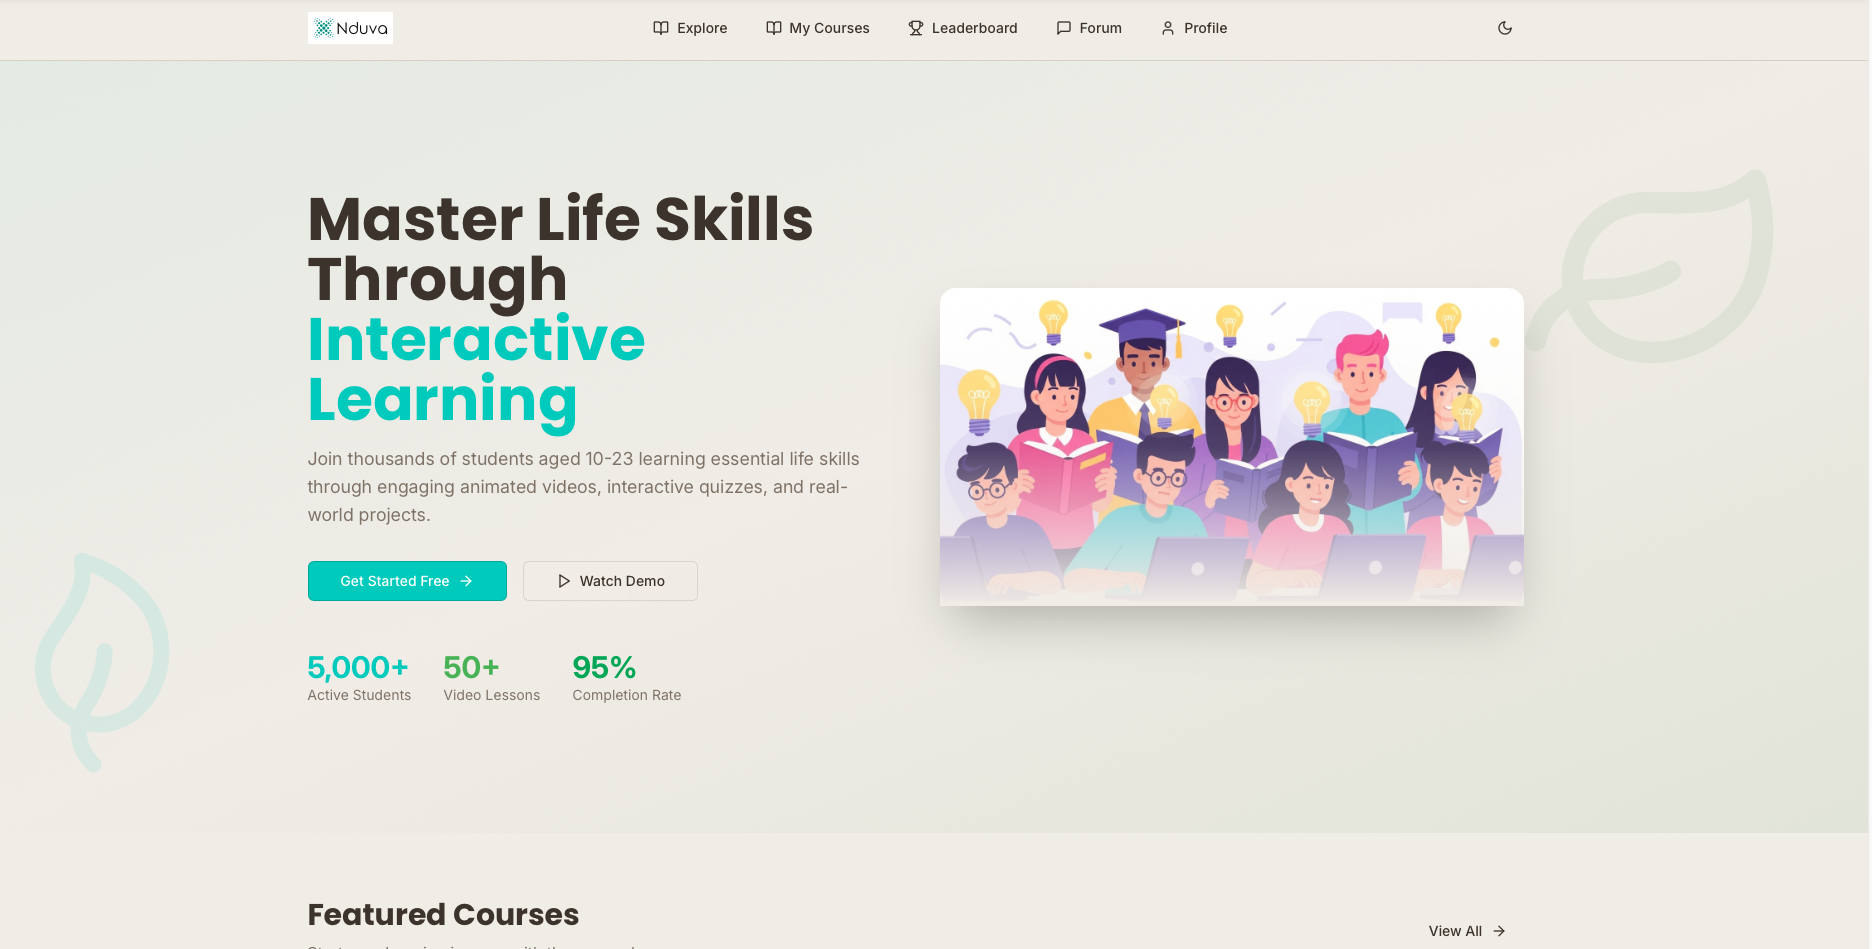 Nduva
Explore
My Courses
Leaderboard
Forum
Profile
Master Life Skills
Through
Interactive
Learning
Join thousands of students aged 10-23 learning essential life skills
through engaging animated videos, interactive quizzes, and real-
world projects.
Get Started Free
Watch Demo
5,000+
50+
95%
Active Students
Video Lessons
Completion Rate
Featured Courses
View All